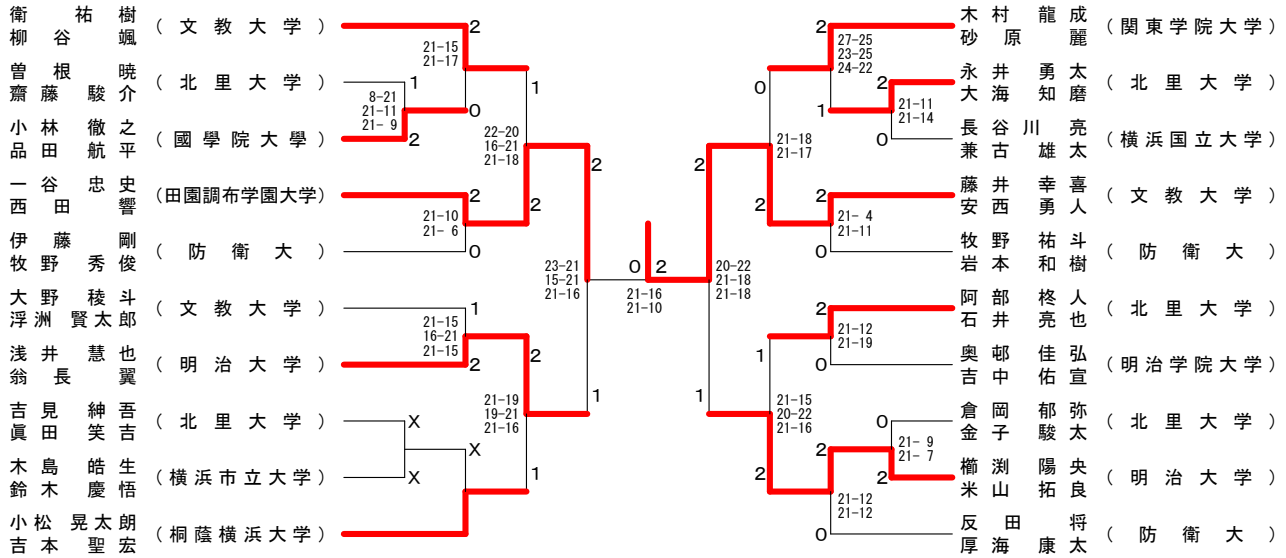 衛 祐樹
柳谷 颯
(文教大学)
曽根 暁
齋藤 駿介
(北里大学)
小林 徹之
品田 航平
(國學院大學)
一谷 忠史
西田 響
(田園調布学園大学)
伊藤 剛
牧野 秀俊
(防衛大)
大野 稜斗
浮洲 賢太郎
(文教大学)
浅井 慧也
翁長 翼
(明治大学)
吉見 紳吾
眞田 笑吉
(北里大学)
木島 皓生
鈴木 慶悟
(横浜市立大学)
小松 晃太朗
吉本 聖宏
(桐蔭横浜大学)
2
21-15
21-17
1
8-21
21-11
21- 9
2
0
1
22-20
16-21
21-18
2
2
21-10
21- 6
0
2
23-21
15-21
21-16
1
21-15
16-21
21-15
2
2
21-19
19-21
21-16
X
X
X
1
1
0
2
21-16
21-10
木村 龍成
砂原 麗
(関東学院大学)
永井 勇太
大海 知磨
(北里大学)
長谷川 亮
兼古 雄太
(横浜国立大学)
藤井 幸喜
安西 勇人
(文教大学)
牧野 祐斗
岩本 和樹
(防衛大)
阿部 柊人
石井 亮也
(北里大学)
奥邨 佳弘
吉中 佑宣
(明治学院大学)
倉岡 郁弥
金子 駿太
(北里大学)
櫛渕 陽央
米山 拓良
(明治大学)
反田 将
厚海 康太
(防衛大)
2
27-25
23-25
24-22
2
21-11
21-14
0
1
0
21-18
21-17
2
2
21- 4
21-11
0
2
20-22
21-18
21-18
2
21-12
21-19
0
1
21-15
20-22
21-16
0
21- 9
21- 7
2
2
21-12
21-12
0
2
1